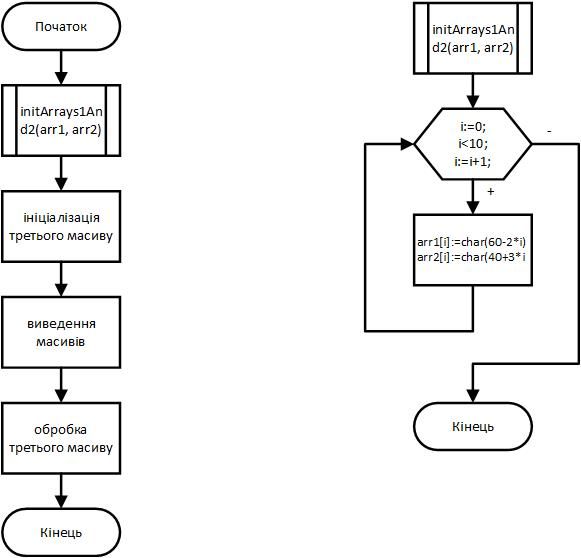 Початок
initArrays1An
d2(arr1, arr2)
ініціалізація
третього масиву
виведення
масивів
обробка
третього масиву
Кінець
initArrays1An
d2(arr1, arr2)
i:=0;
i<10;
i:=i+1;
-
+
arr1[i]:=char(60-2*i)
arr2[i]:=char(40+3*i
Кінець